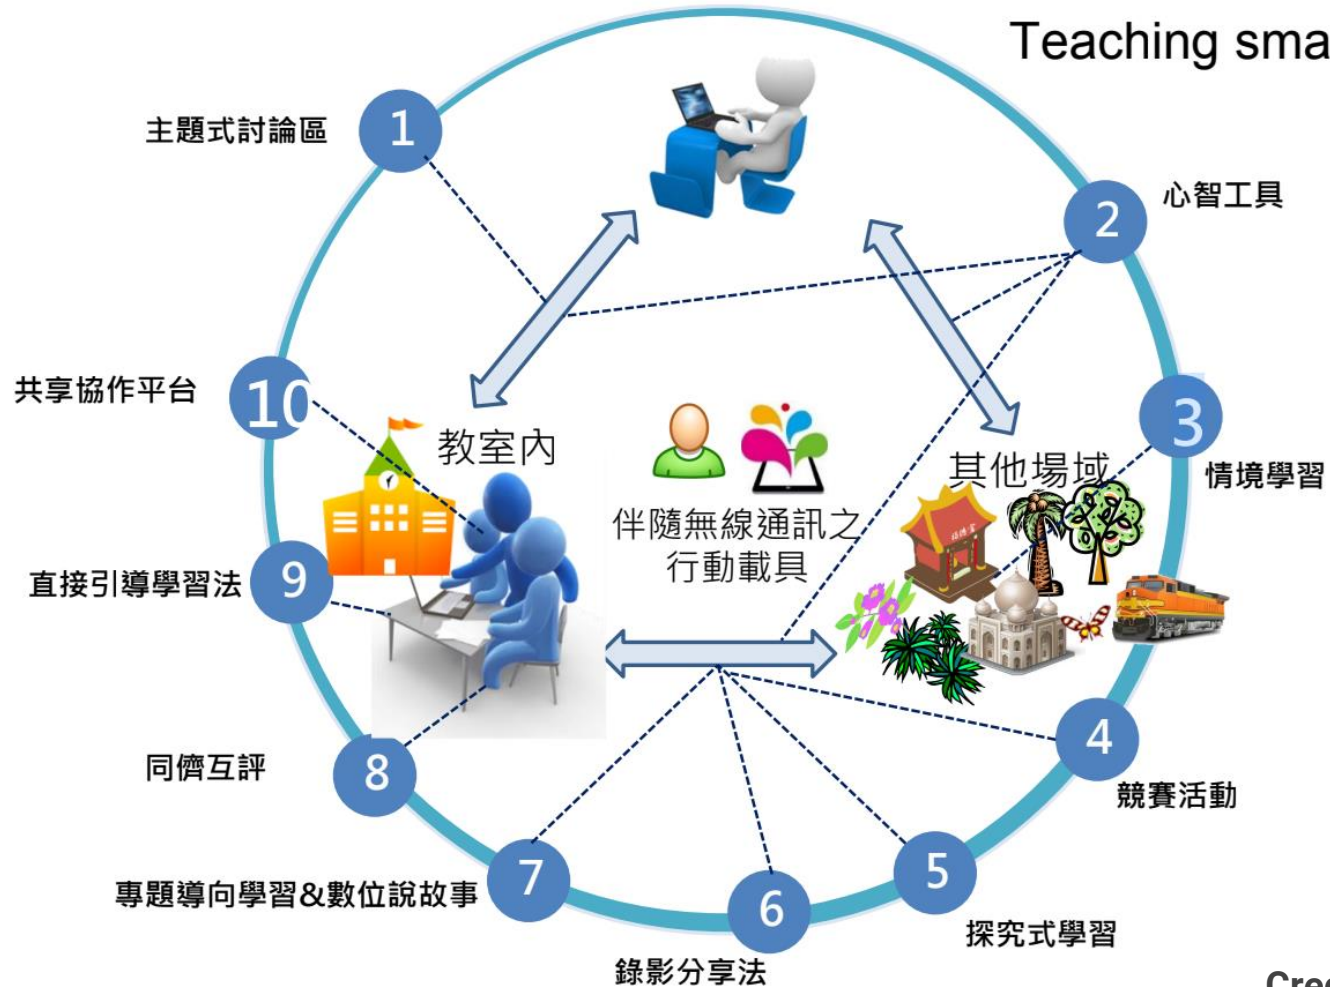 Teaching sma
主題式討論區
1
心智工具
2
共享協作平台
10
教室內
其他場域
3
情境學習
伴隨無線通訊之
行動載具
直接引導學習法
9
同儕互評
8
4
競賽活動
專題導向學習&數位說故事
7
5
6
探究式學習
錄影分享法
Cree